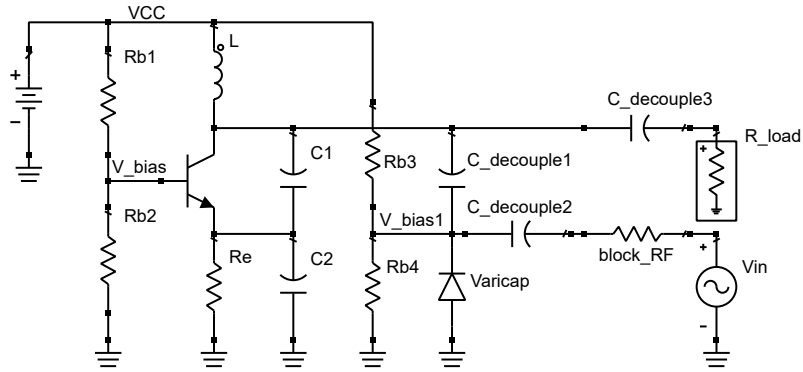 VCC
L
Rb1
C_decouple3
R_load
+
+
−
V_bias
C1
Rb3
C_decouple1
C_decouple2
Rb2
V_bias1
Re
C2
Rb4
Varicap
block_RF
+
Vin
−